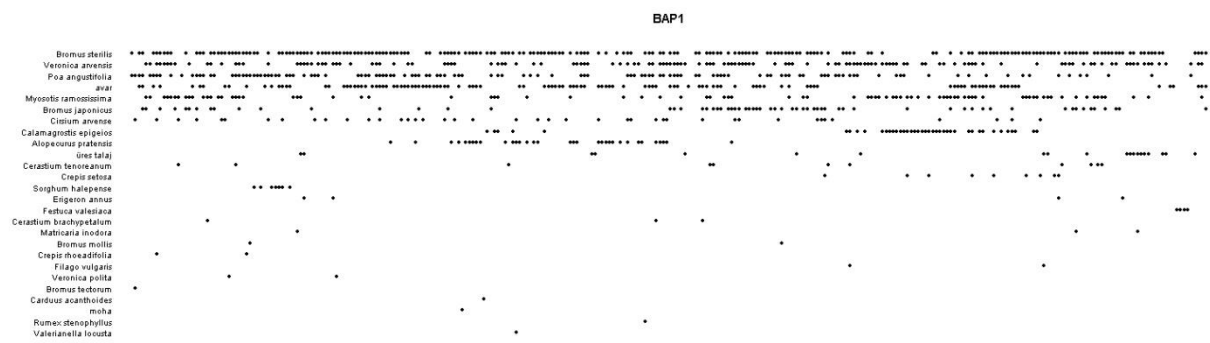 BAP1
Bromus sterilis
Veronica arvensis
Poa angustifolia
avar
Myosotis ramossissima
Bromus japonicus
Cirsium arvense
Calamagrostis epigeios
Alopecurus pratensis
üres talaj
Cerastium tenoreanum
Crepis setosa
Sorghum halepense
Erigeron annus
Festuca valesiaca
Cerastium brachypetalum
Matricaria inodora
Bromus mollis
Crepis rhoeadifolia
Filago vulgaris
Veronica polita
Bromus tectorum
Carduus acanthoides
moha
Rumex stenophyllus
Valerianella locusta